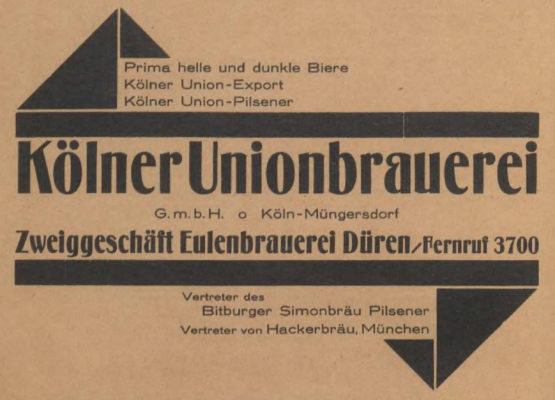 Prima helle und dunkle Biere
Kölner Union-Export
Kölner Union-Pilsener
Kölner Unionbrauerei
G.m.b.H. o Köln-Müngersdorf
Zweiggeschäft Eulenbrauerei Düren/Fernruf 3700
Vertreter des
Bitburger Simonbräu Pilsener
Vertreter von Hackerbräu, München